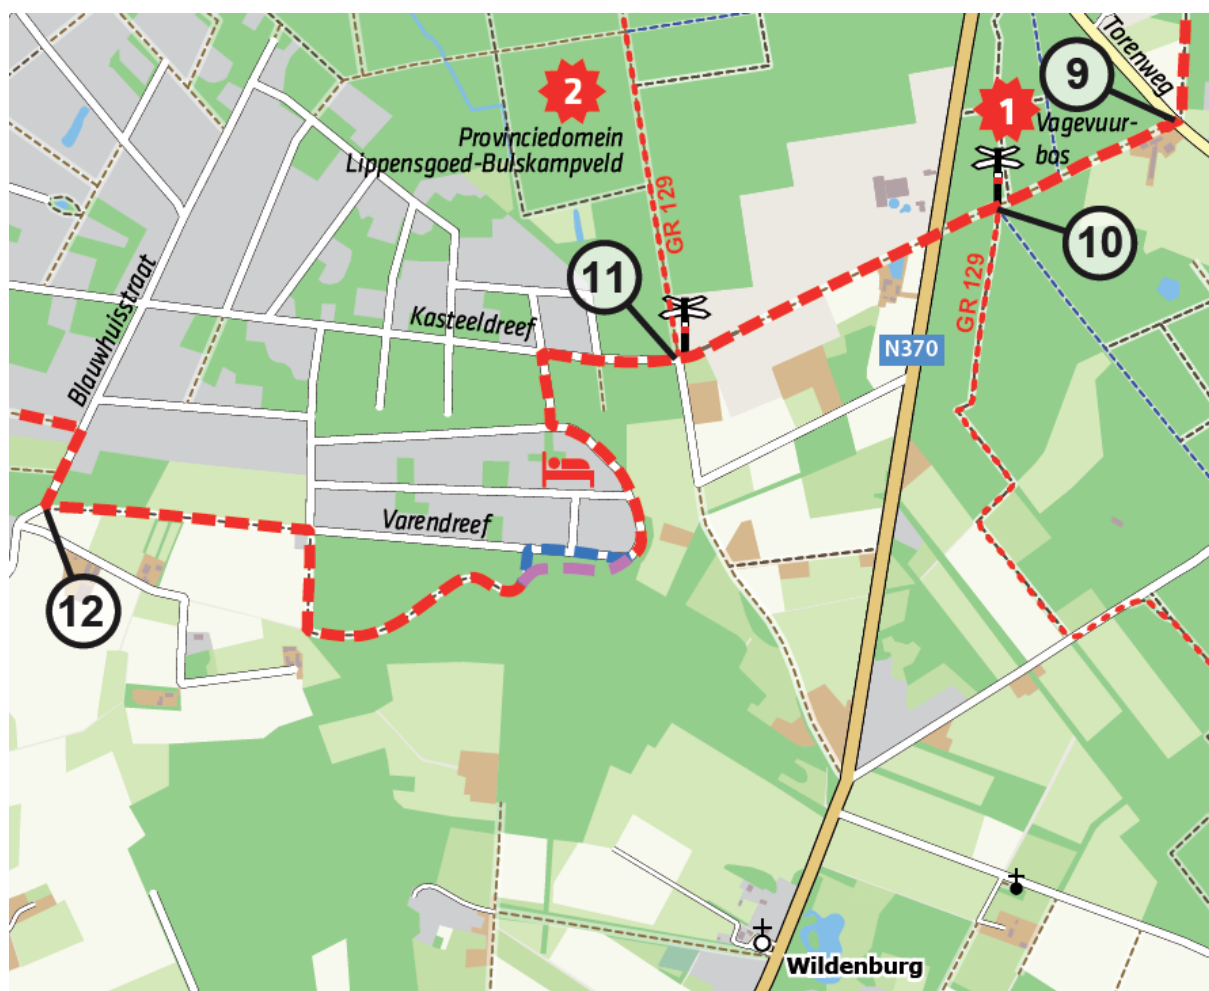 Torenweg
9
2
1
Vagevuur-
bos
Provinciedomein
Lippensgoed-Bulskampveld
GR 129
10
11
GR 129
Blauwhuisstraat
Kasteeldreef
N370
Varendreef
12
Wildenburg